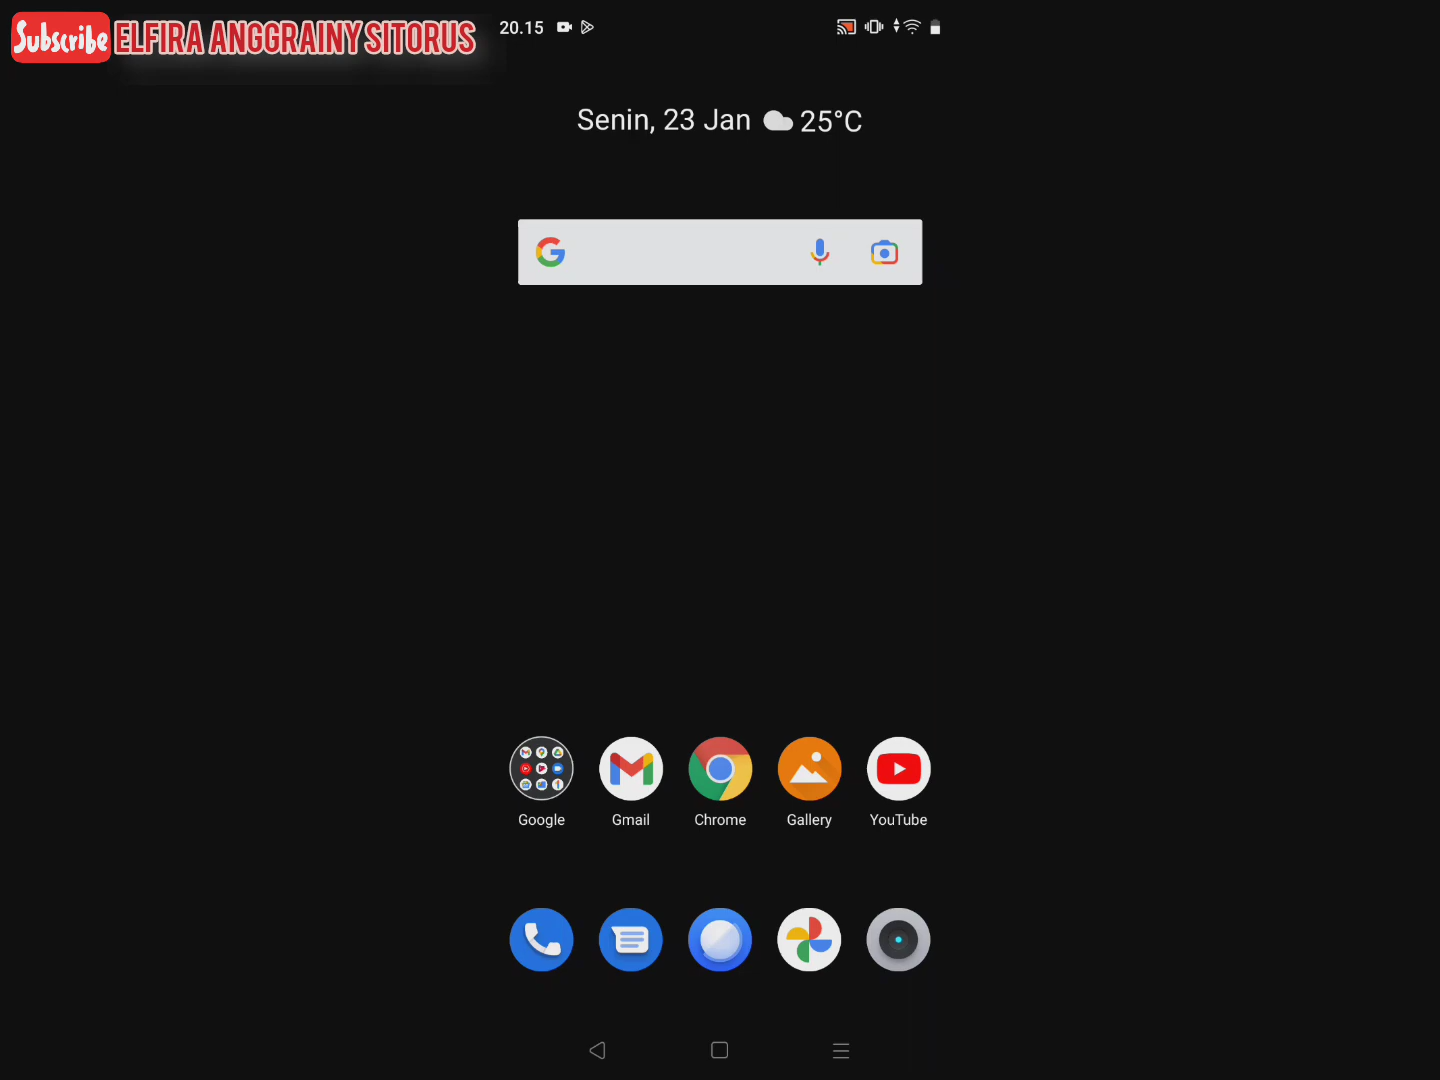 Subscribe ELFIRA ANGGRAINY SITORUS
20.15
Senin, 23 Jan 25°C
Google Gmail Chrome Gallery YouTube